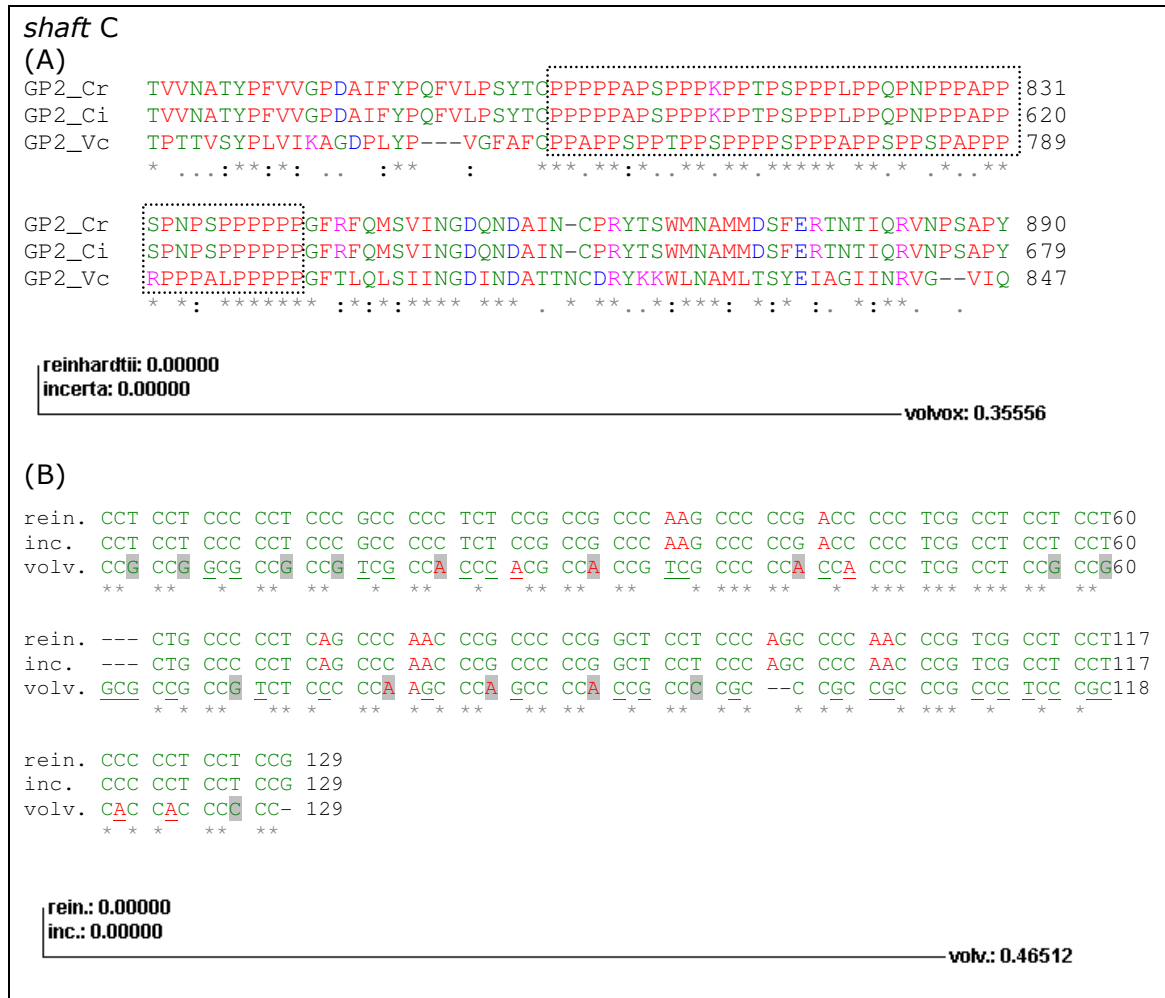 shaft C
(A)
GP2_Cr TVVNATYPFVVGPDAIFYPQFVLPSYTCPPPPPAPSPPPKPPTPSPPPLPPQPNPPPAPP 831
GP2_Ci TVVNATYPFVVGPDAIFYPQFVLPSYTCPPPPPAPSPPPKPPTPSPPPLPPQPNPPPAPP 620
GP2_Vc TPTTVSYPLVIKAGDPLYP---VGFAFCPPAPPSPPTPPSPPPPSPPPAPPSPPSPAPPP 789
* ...:**:*: .. :** : ***.**:*..**.**.*****.**.* .*..**
GP2_Cr SPNPSPPPPPPGFRFQMSVINGDQNDAIN-CPRYTSWMNAMMDSFERTNTIQRVNPSAPY 890
GP2_Ci SPNPSPPPPPPGFRFQMSVINGDQNDAIN-CPRYTSWMNAMMDSFERTNTIQRVNPSAPY 679
GP2_Vc RPPPALPPPPPGFTLQLSIINGDINDATTNCDRYKKWLNAMLTSYEIAGIINRVG--VIQ 847
* *: ******* :*:*:**** *** . * **..*:***: *:* :. *:**. .
reinhardtii: 0.00000
incerta: 0.00000
volvox: 0.35556
(B)
rein. CCT CCT CCC CCT CCC GCC CCC TCT CCG CCG CCC AAG CCC CCG ACC CCC TCG CCT CCT CCT60
inc. CCT CCT CCC CCT CCC GCC CCC TCT CCG CCG CCC AAG CCC CCG ACC CCC TCG CCT CCT CCT60
volv. CCG CCG GCG CCG CCG TCG CCA CCC ACG CCA CCG TCG CCC CCA CCA CCC TCG CCT CCG CCG60
** ** * ** ** * ** * * ** ** * *** ** * *** *** *** ** **
rein. --- CTG CCC CCT CAG CCC AAC CCG CCC CCG GCT CCT CCC AGC CCC AAC CCG TCG CCT CCT117
inc. --- CTG CCC CCT CAG CCC AAC CCG CCC CCG GCT CCT CCC AGC CCC AAC CCG TCG CCT CCT117
volv. GCG CCG CCG TCT CCC CCA AGC CCA GCC CCA CCG CCC CGC --C CGC CGC CCG CCC TCC CGC118
* * ** ** * ** * * ** ** ** * ** * * * * * *** * * *
rein. CCC CCT CCT CCG 129
inc. CCC CCT CCT CCG 129
volv. CAC CAC CCC CC- 129
* * * ** **
rein.: 0.00000
inc.: 0.00000
volv.: 0.46512